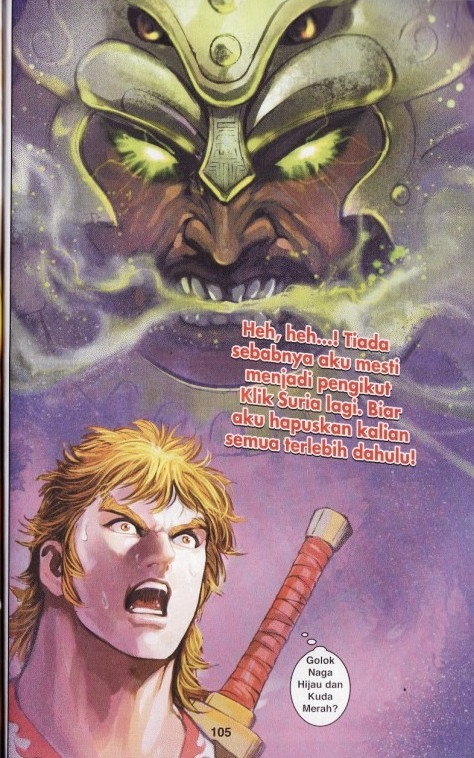 Heh, heh...! Tiada
sebabnya aku mesti
menjadi pengikut
Klik Suria lagi. Biar
aku hapuskan kalian
semua terlebih dahulu!
Golok
Naga
Hijau dan
Kuda
Merah?
105